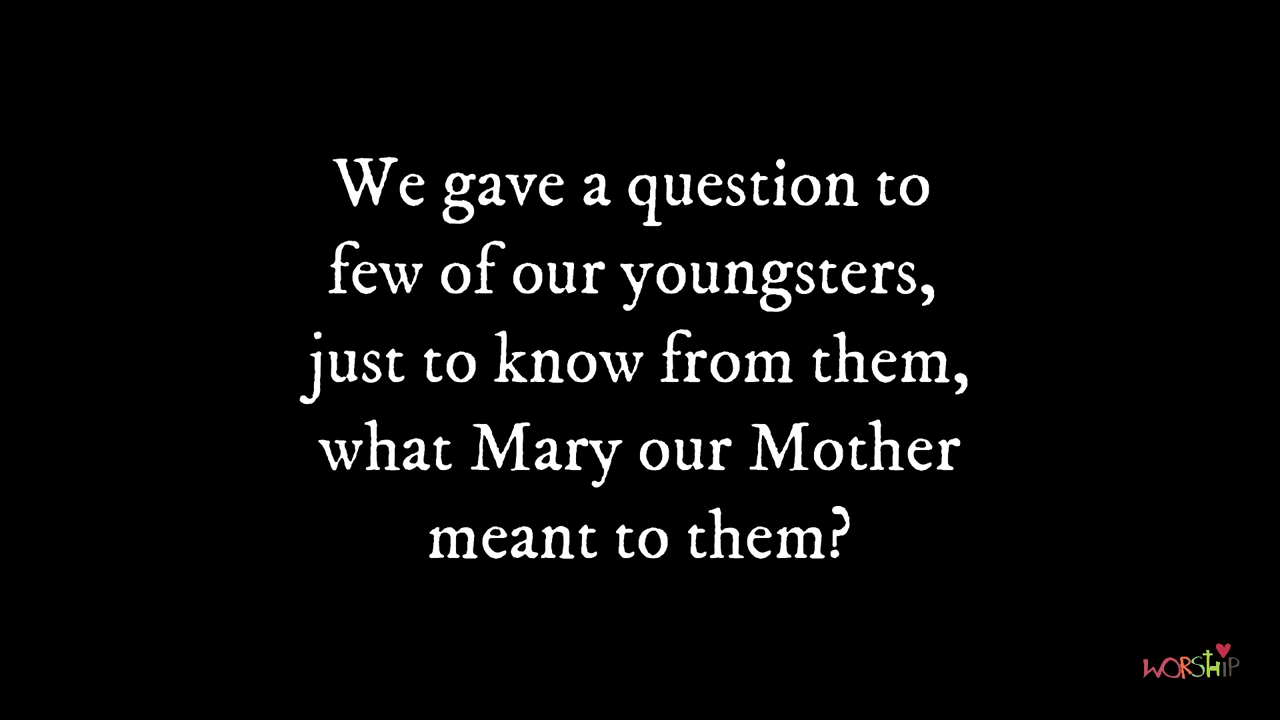 We gave a question to
few of our youngsters,
just to know from them,
what Mary our Mother
meant to them?
WORSHiP